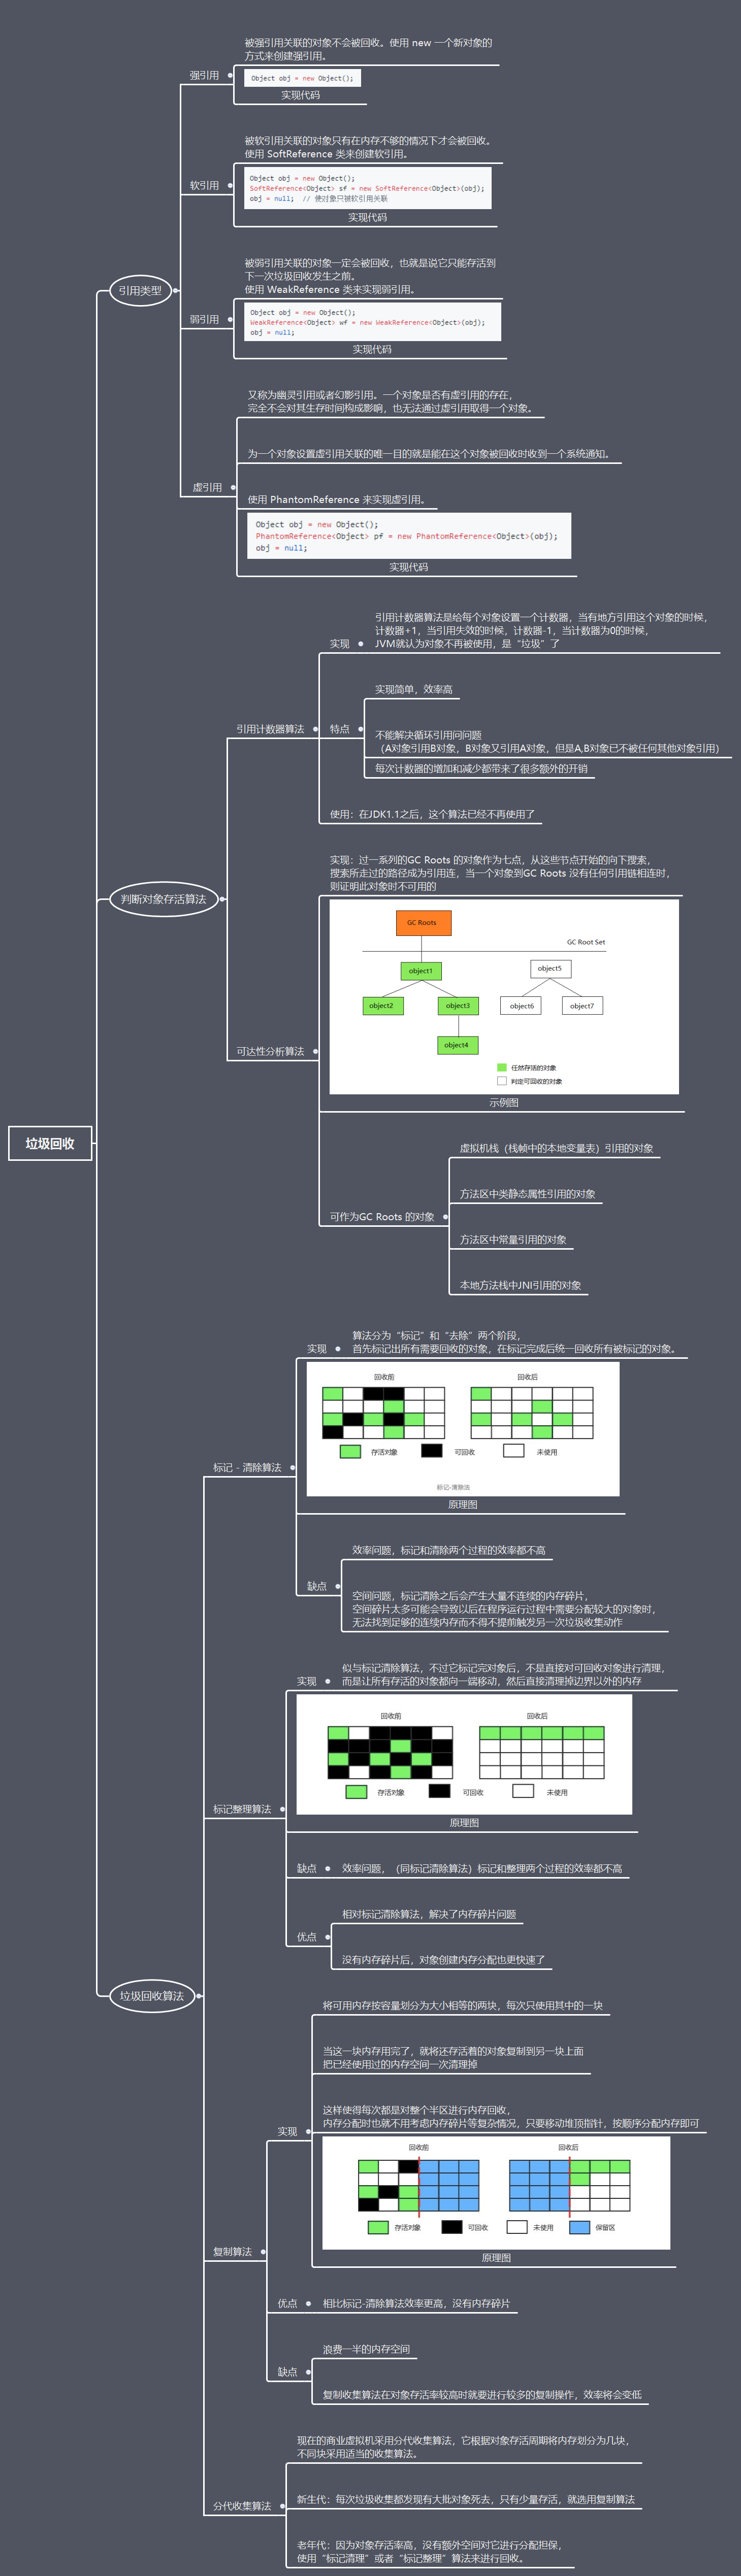 垃圾回收
引用类型
强引用
被强引用关联的对象不会被回收。使用 new 一个新对象的
方式来创建强引用。
Object obj = new Object();
实现代码
软引用
被软引用关联的对象只有在内存不够的情况下才会被回收。
使用 SoftReference 类来创建软引用。
Object obj = new Object();
SoftReference<Object> sf = new SoftReference<Object>(obj);
obj = null;  // 使对象只被软引用关联
实现代码
弱引用
被弱引用关联的对象一定会被回收，也就是说它只能存活到
下一次垃圾回收发生之前。
使用 WeakReference 类来实现弱引用。
Object obj = new Object();
WeakReference<Object> wf = new WeakReference<Object>(obj);
obj = null;
实现代码
虚引用
又称为幽灵引用或者幻影引用。一个对象是否有虚引用的存在，
完全不会对其生存时间构成影响，也无法通过虚引用取得一个对象。
为一个对象设置虚引用关联的唯一目的就是能在这个对象被回收时收到一个系统通知。
使用 PhantomReference 来实现虚引用。
Object obj = new Object();
PhantomReference<Object> pf = new PhantomReference<Object>(obj);
obj = null;
实现代码
判断对象存活算法
引用计数器算法
实现
引用计数器算法是给每个对象设置一个计数器，当有地方引用这个对象的时候，
计数器+1，当引用失效的时候，计数器-1，当计数器为0的时候，
JVM就认为对象不再被使用，是“垃圾”了
特点
实现简单，效率高
不能解决循环引用问问题
（A对象引用B对象，B对象又引用A对象，但是A,B对象已不被任何其他对象引用）
每次计数器的增加和减少都带来了很多额外的开销
使用：在JDK1.1之后，这个算法已经不再使用了
可达性分析算法
实现：过一系列的GC Roots 的对象作为七点，从这些节点开始的向下搜索，
搜索所走过的路径成为引用连，当一个对象到GC Roots 没有任何引用链相连时，
则证明此对象时不可用的
GC Roots
GC Root Set
object1
object5
object2
object3
object6
object7
object4
任然存活的对象
判定可回收的对象
示例图
可作为GC Roots 的对象
虚拟机栈（栈帧中的本地变量表）引用的对象
方法区中类静态属性引用的对象
方法区中常量引用的对象
本地方法栈中JNI引用的对象
垃圾回收算法
标记 - 清除算法
实现
算法分为“标记”和“去除”两个阶段，
首先标记出所有需要回收的对象，在标记完成后统一回收所有被标记的对象。
回收前
回收后
存活对象
可回收
未使用
标记-清除法
原理图
缺点
效率问题，标记和清除两个过程的效率都不高
空间问题，标记清除之后会产生大量不连续的内存碎片，
空间碎片太多可能会导致以后在程序运行过程中需要分配较大的对象时，
无法找到足够的连续内存而不得不提前触发另一次垃圾收集动作
标记整理算法
实现
似与标记清除算法，不过它标记完对象后，不是直接对可回收对象进行清理，
而是让所有存活的对象都向一端移动，然后直接清理掉边界以外的内存
回收前
回收后
存活对象
可回收
未使用
原理图
缺点
效率问题，（同标记清除算法）标记和整理两个过程的效率都不高
优点
相对标记清除算法，解决了内存碎片问题
没有内存碎片后，对象创建内存分配也更快速了
复制算法
实现
将可用内存按容量划分为大小相等的两块，每次只使用其中的一块
当这一块内存用完了，就将还存活着的对象复制到另一块上面
把已经使用过的内存空间一次清理掉
这样使得每次都是对整个半区进行内存回收，
内存分配时也就不用考虑内存碎片等复杂情况，只要移动堆顶指针，按顺序分配内存即可
回收前
回收后
存活对象
可回收
未使用
保留区
原理图
优点
相比标记-清除算法效率更高，没有内存碎片
缺点
浪费一半的内存空间
复制收集算法在对象存活率较高时就要进行较多的复制操作，效率将会变低
分代收集算法
现在的商业虚拟机采用分代收集算法，它根据对象存活周期将内存划分为几块，
不同块采用适当的收集算法。
新生代：每次垃圾收集都发现有大批对象死去，只有少量存活，就选用复制算法
老年代：因为对象存活率高，没有额外空间对它进行分配担保，
使用“标记清理”或者“标记整理”算法来进行回收。